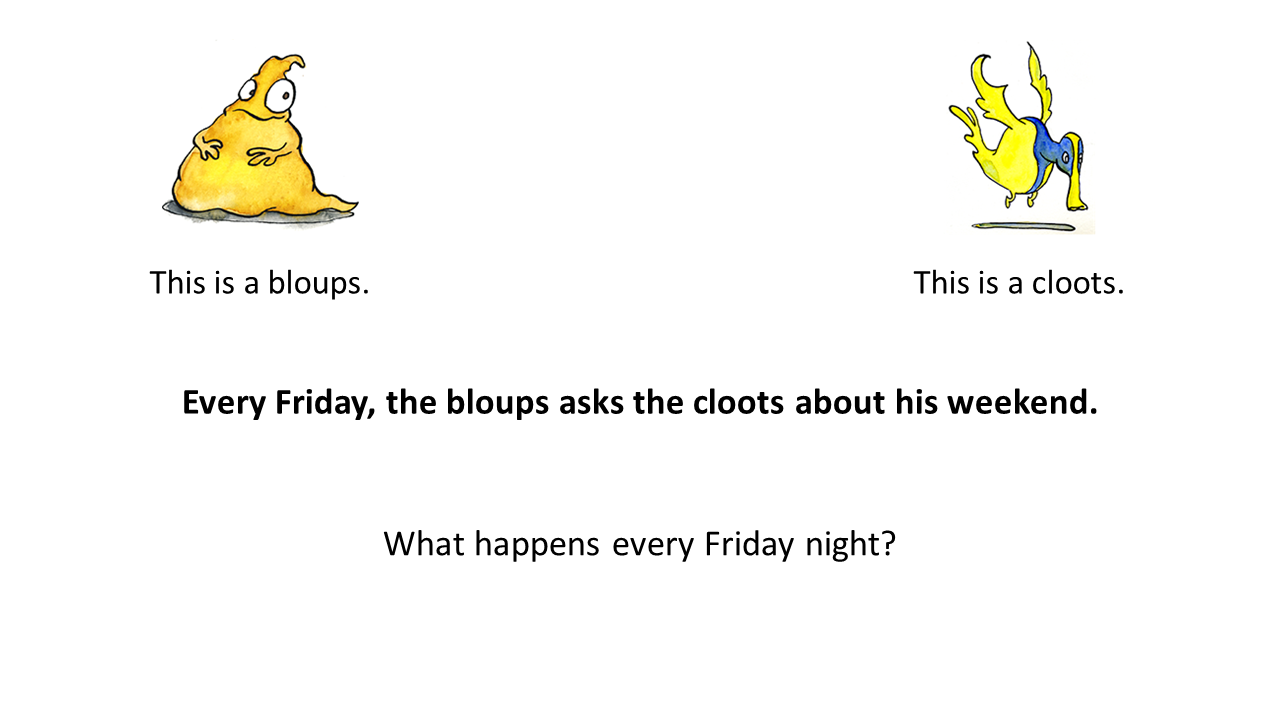 This is a bloups.
This is a cloots.
Every Friday, the bloups asks the cloots about his weekend.
What happens every Friday night?